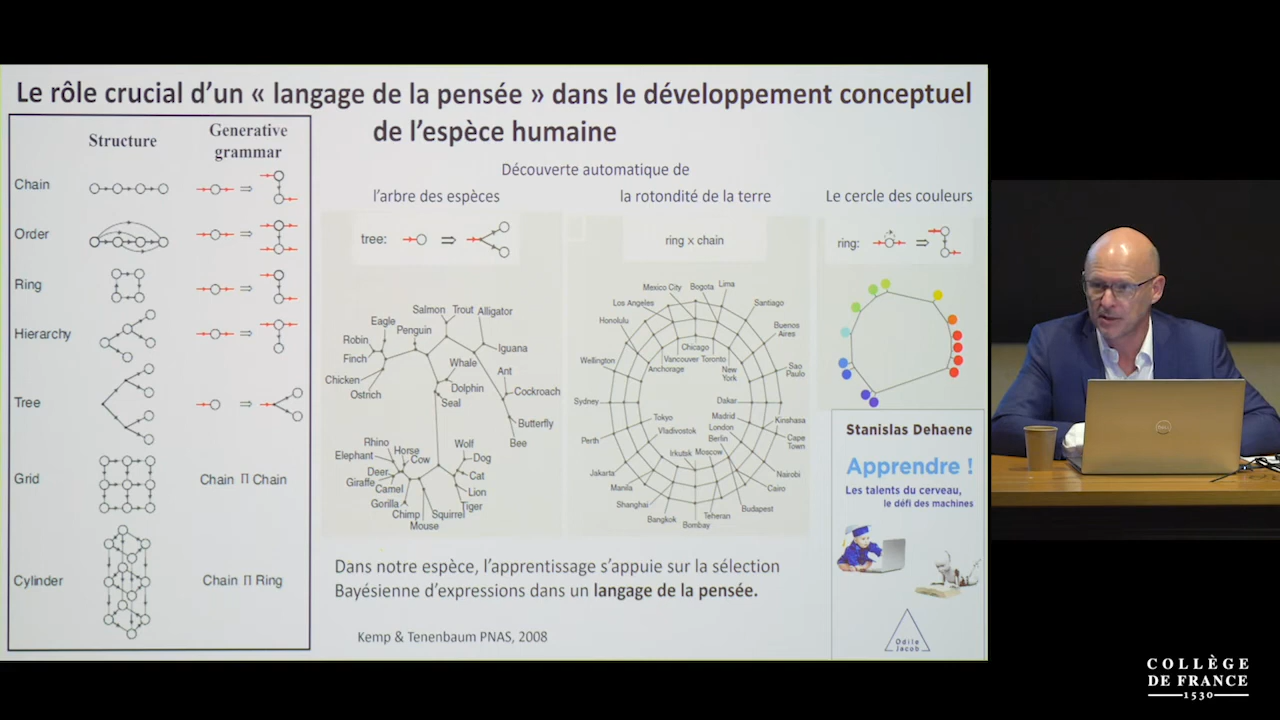 Le rôle crucial d’un « langage de la pensée » dans le développement conceptuel
de l’espèce humaine
Structure
Generative
grammar
Chain
Order
Ring
Hierarchy
Tree
Grid
Chain Π Chain
Cylinder
Chain Π Ring
Découverte automatique de
l’arbre des espèces
la rotondité de la terre
Le cercle des couleurs
tree:
ring x chain
ring:
Salmon
Trout
Alligator
Eagle
Penguin
Robin
Iguana
Finch
Whale
Ant
Chicken
Dolphin
Cockroach
Ostrich
Seal
Butterfly
Bee
Rhino
Horse
Wolf
Elephant
Cow
Dog
Deer
Cat
Giraffe
Camel
Lion
Gorilla
Tiger
Chimp
Squirrel
Mouse
Mexico City
Bogota
Lima
Los Angeles
Santiago
Honolulu
Buenos
Aires
Chicago
Wellington
Vancouver
Toronto
Anchorage
New
York
Sao
Paulo
Sydney
Dakar
Tokyo
Madrid
Kinshasa
Vladivostok
London
Perth
Berlin
Cape
Town
Irkutsk
Moscow
Jakarta
Nairobi
Manila
Cairo
Shanghai
Budapest
Bangkok
Teheran
Bombay
Dans notre espèce, l’apprentissage s’appuie sur la sélection
Bayésienne d’expressions dans un langage de la pensée.
Kemp & Tenenbaum PNAS, 2008
Stanislas Dehaene
Apprendre !
Les talents du cerveau,
le défi des machines
Odile
Jacob
DELL
COLLÈGE
DE FRANCE
1530